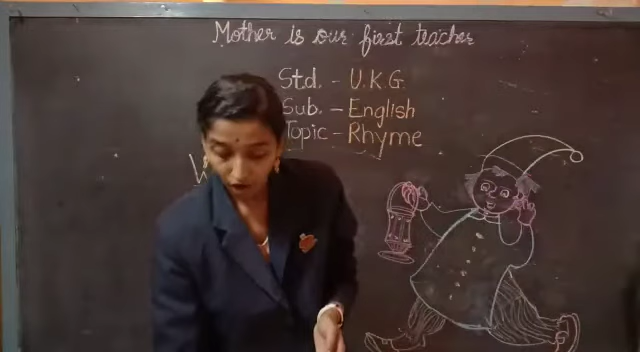 Mother is our first teacher
Std. - U.K.G.
Sub. - English
Topic - Rhyme
W